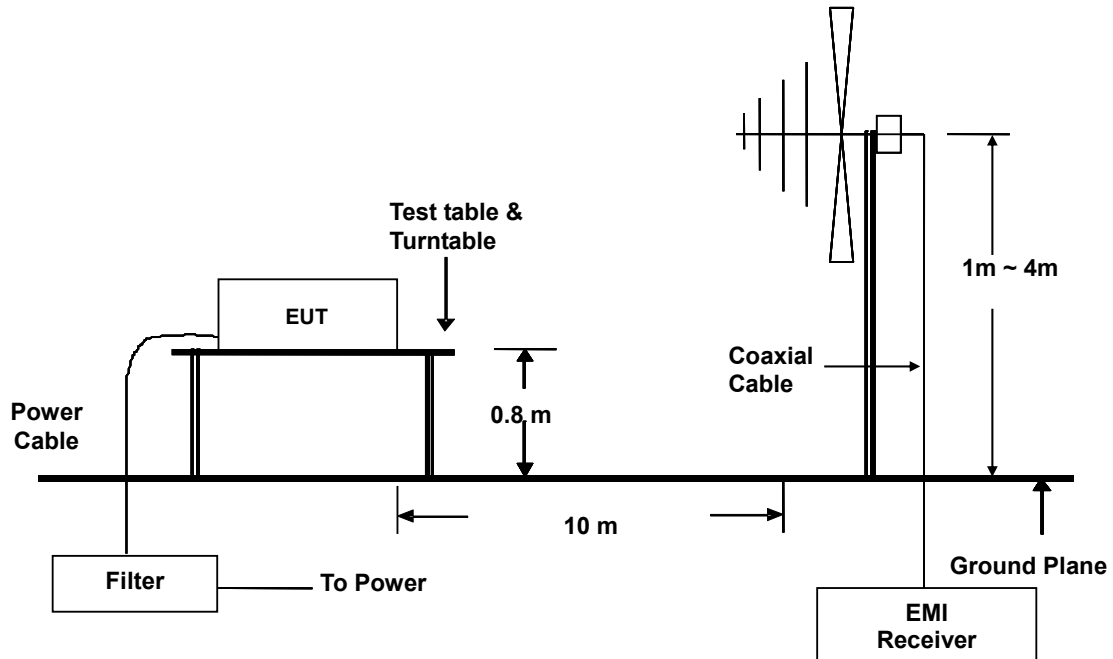 Test table &
Turntable
EUT
1m ~ 4m
Coaxial
Cable
0.8 m
Power
Cable
10 m
Ground Plane
Filter
To Power
EMI
Receiver